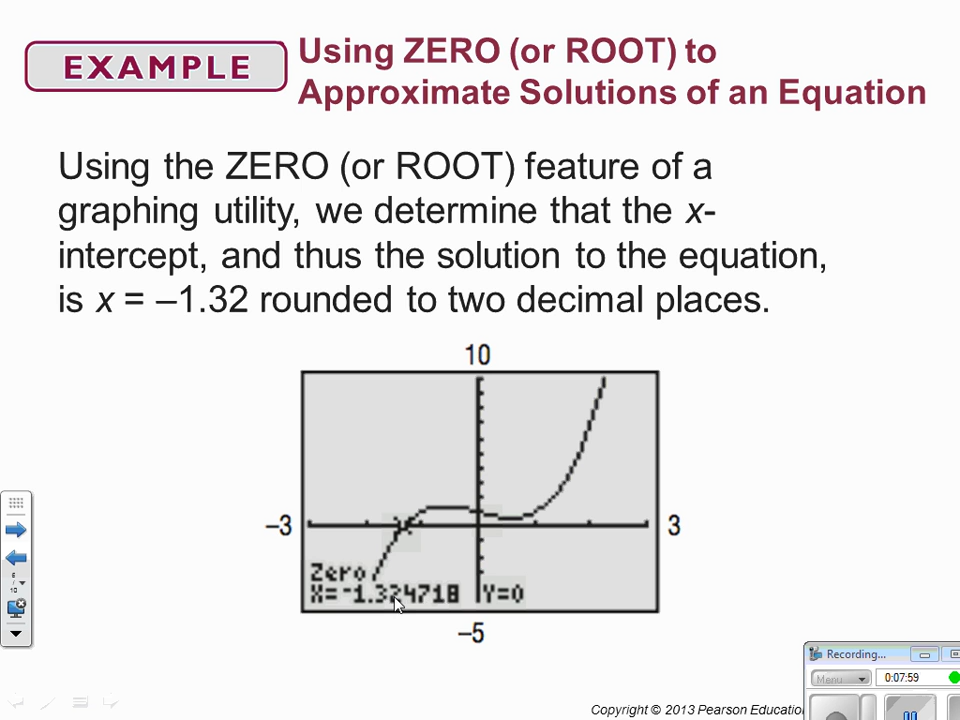 EXAMPLE
Using ZERO (or ROOT) to
Approximate Solutions of an Equation
Using the ZERO (or ROOT) feature of a
graphing utility, we determine that the x-
intercept, and thus the solution to the equation,
is x = –1.32 rounded to two decimal places.
10
–3
3
Zero
X=-1.324718 Y=0
–5
Recording...
Menu
0:07:59
Copyright © 2013 Pearson Education